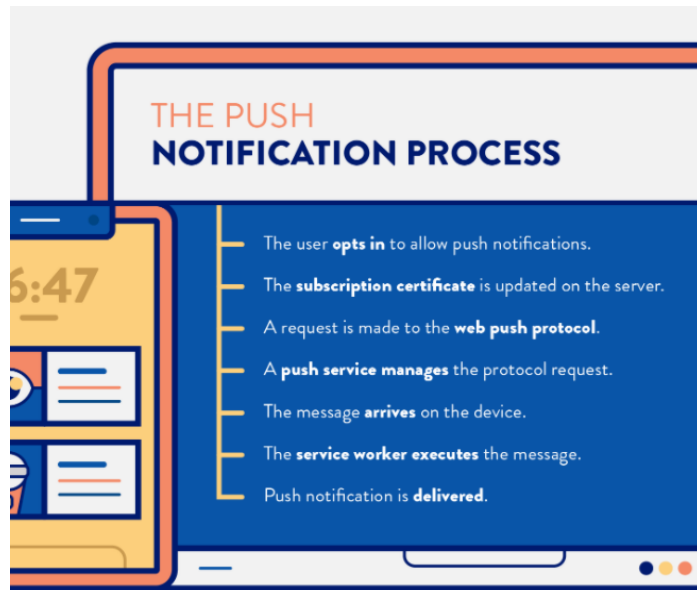 THE PUSH
NOTIFICATION PROCESS
6:47
The user opts in to allow push notifications.
The subscription certificate is updated on the server.
A request is made to the web push protocol.
A push service manages the protocol request.
The message arrives on the device.
The service worker executes the message.
Push notification is delivered.